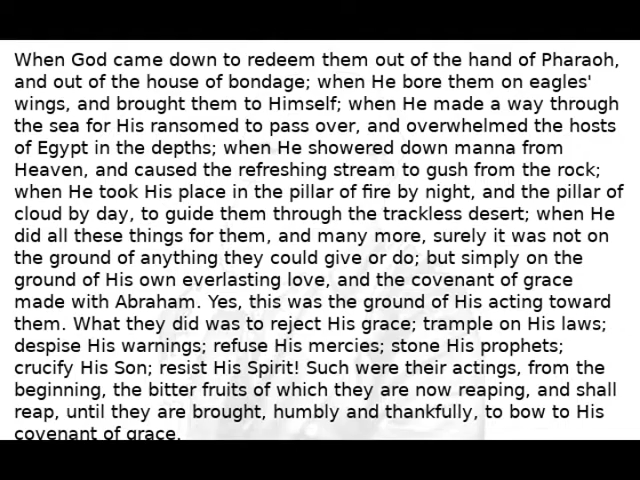 When God came down to redeem them out of the hand of Pharaoh,
and out of the house of bondage; when He bore them on eagles'
wings, and brought them to Himself; when He made a way through
the sea for His ransomed to pass over, and overwhelmed the hosts
of Egypt in the depths; when He showered down manna from
Heaven, and caused the refreshing stream to gush from the rock;
when He took His place in the pillar of fire by night, and the pillar of
cloud by day, to guide them through the trackless desert; when He
did all these things for them, and many more, surely it was not on
the ground of anything they could give or do; but simply on the
ground of His own everlasting love, and the covenant of grace
made with Abraham. Yes, this was the ground of His acting toward
them. What they did was to reject His grace; trample on His laws;
despise His warnings; refuse His mercies; stone His prophets;
crucify His Son; resist His Spirit! Such were their actings, from the
beginning, the bitter fruits of which they are now reaping, and shall
reap, until they are brought, humbly and thankfully, to bow to His
covenant of grace.